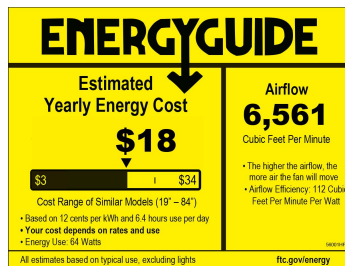 ENERGYGUIDE
Estimated
Yearly Energy Cost
$18
$3
$34
Cost Range of Similar Models (19” – 84”)
• Based on 12 cents per kWh and 6.4 hours use per day
• Your cost depends on rates and use
• Energy Use: 64 Watts
Airflow
6,561
Cubic Feet Per Minute
• The higher the airflow, the
more air the fan will move
• Airflow Efficiency: 112 Cubi
Feet Per Minute Per Watt
All estimates based on typical use, excluding lights
ftc.gov/energy